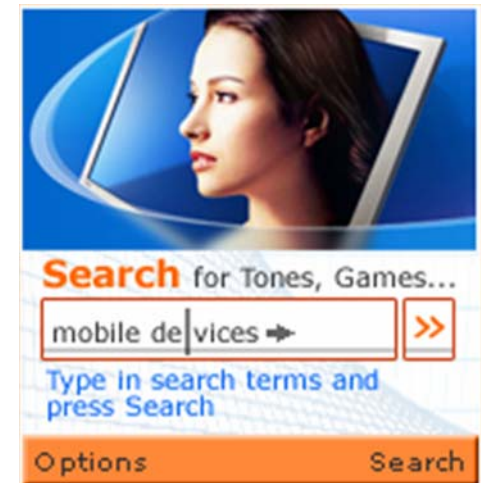 Search for Tones, Games...
mobile devices
>>
Type in search terms and
press Search
Options Search